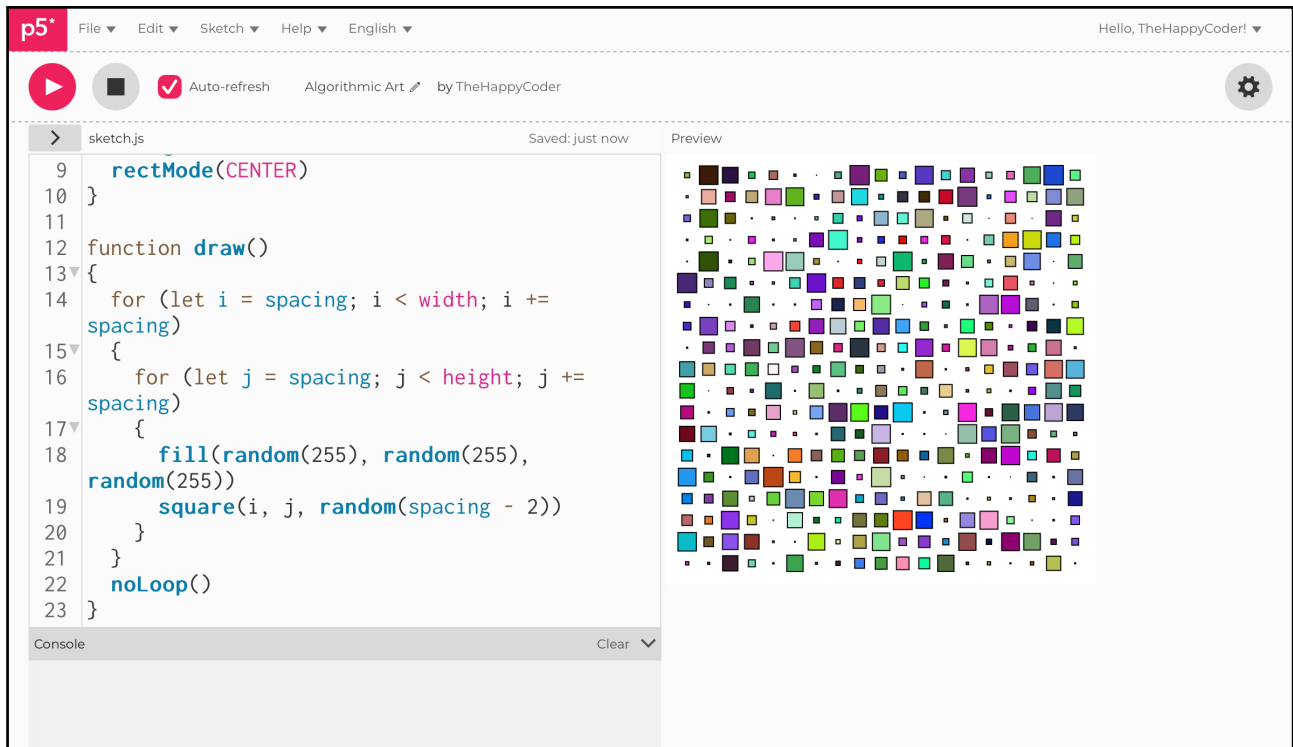 p5* File Edit Sketch Help English Hello, TheHappyCoder!
Auto-refresh Algorithmic Art by TheHappyCoder
sketch.js Saved: just now Preview
9 rectMode(CENTER)
10 }
11
12 function draw()
13 {
14 for (let i = spacing; i < width; i +=
spacing)
15 {
16 for (let j = spacing; j < height; j +=
spacing)
17 {
18 fill(random(255), random(255),
random(255))
19 square(i, j, random(spacing - 2))
20 }
21 }
22 noLoop()
23 }
Console Clear